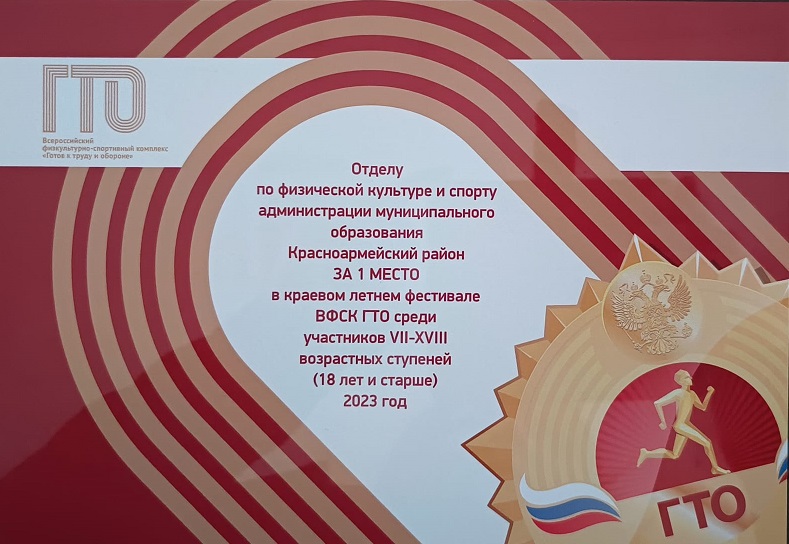 ГТО
Всероссийский
физкультурно-спортивный комплекс
«Готов к труду и обороне»
Отделу
по физической культуре и спорту
администрации муниципального
образования
Красноармейский район
ЗА 1 МЕСТО
в краевом летнем фестивале
ВФСК ГТО среди
участников VII-XVIII
возрастных ступеней
(18 лет и старше)
2023 год
ГТО